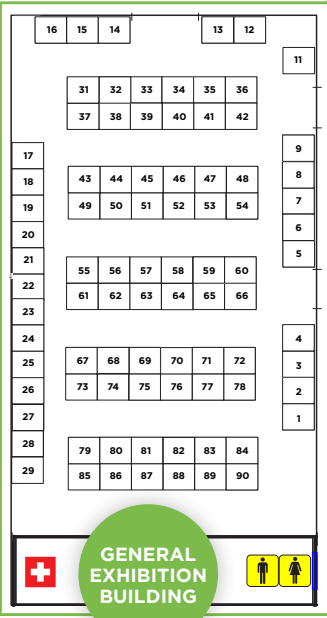 16 15 14 13 12
11
31 32 33 34 35 36
37 38 39 40 41 42
9
17
8
18
43 44 45 46 47 48
7
19
49 50 51 52 53 54
6
20
5
21
55 56 57 58 59 60
22
61 62 63 64 65 66
23
24
4
25
67 68 69 70 71 72
3
26
73 74 75 76 77 78
2
27
1
28
79 80 81 82 83 84
29
85 86 87 88 89 90
GENERAL
EXHIBITION
BUILDING